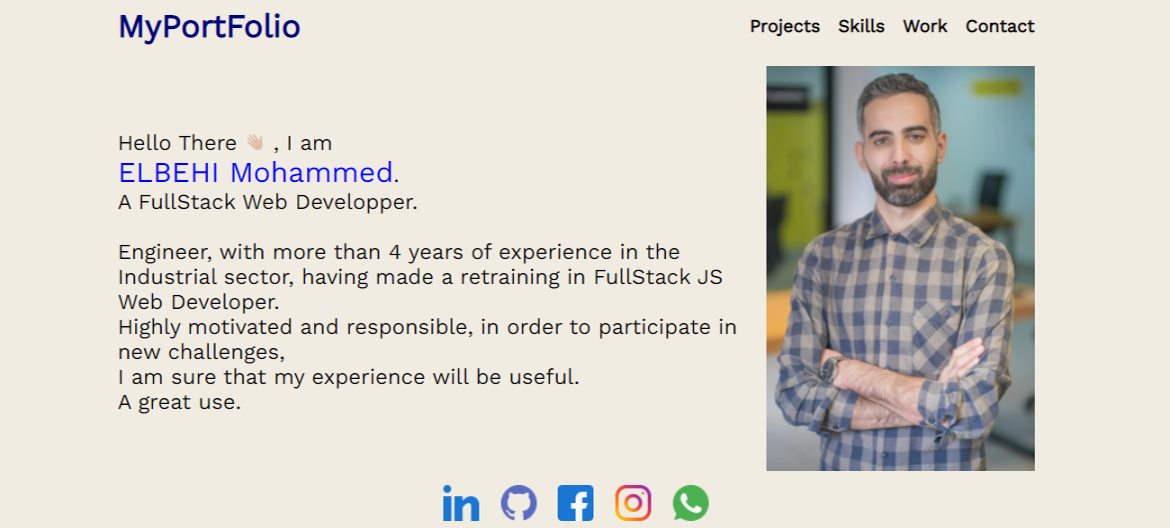 MyPortFolio
Projects Skills Work Contact
Hello There 👋🏻 , I am
ELBEHI Mohammed.
A FullStack Web Developper.
Engineer, with more than 4 years of experience in the
Industrial sector, having made a retraining in FullStack JS
Web Developer.
Highly motivated and responsible, in order to participate in
new challenges,
I am sure that my experience will be useful.
A great use.
in